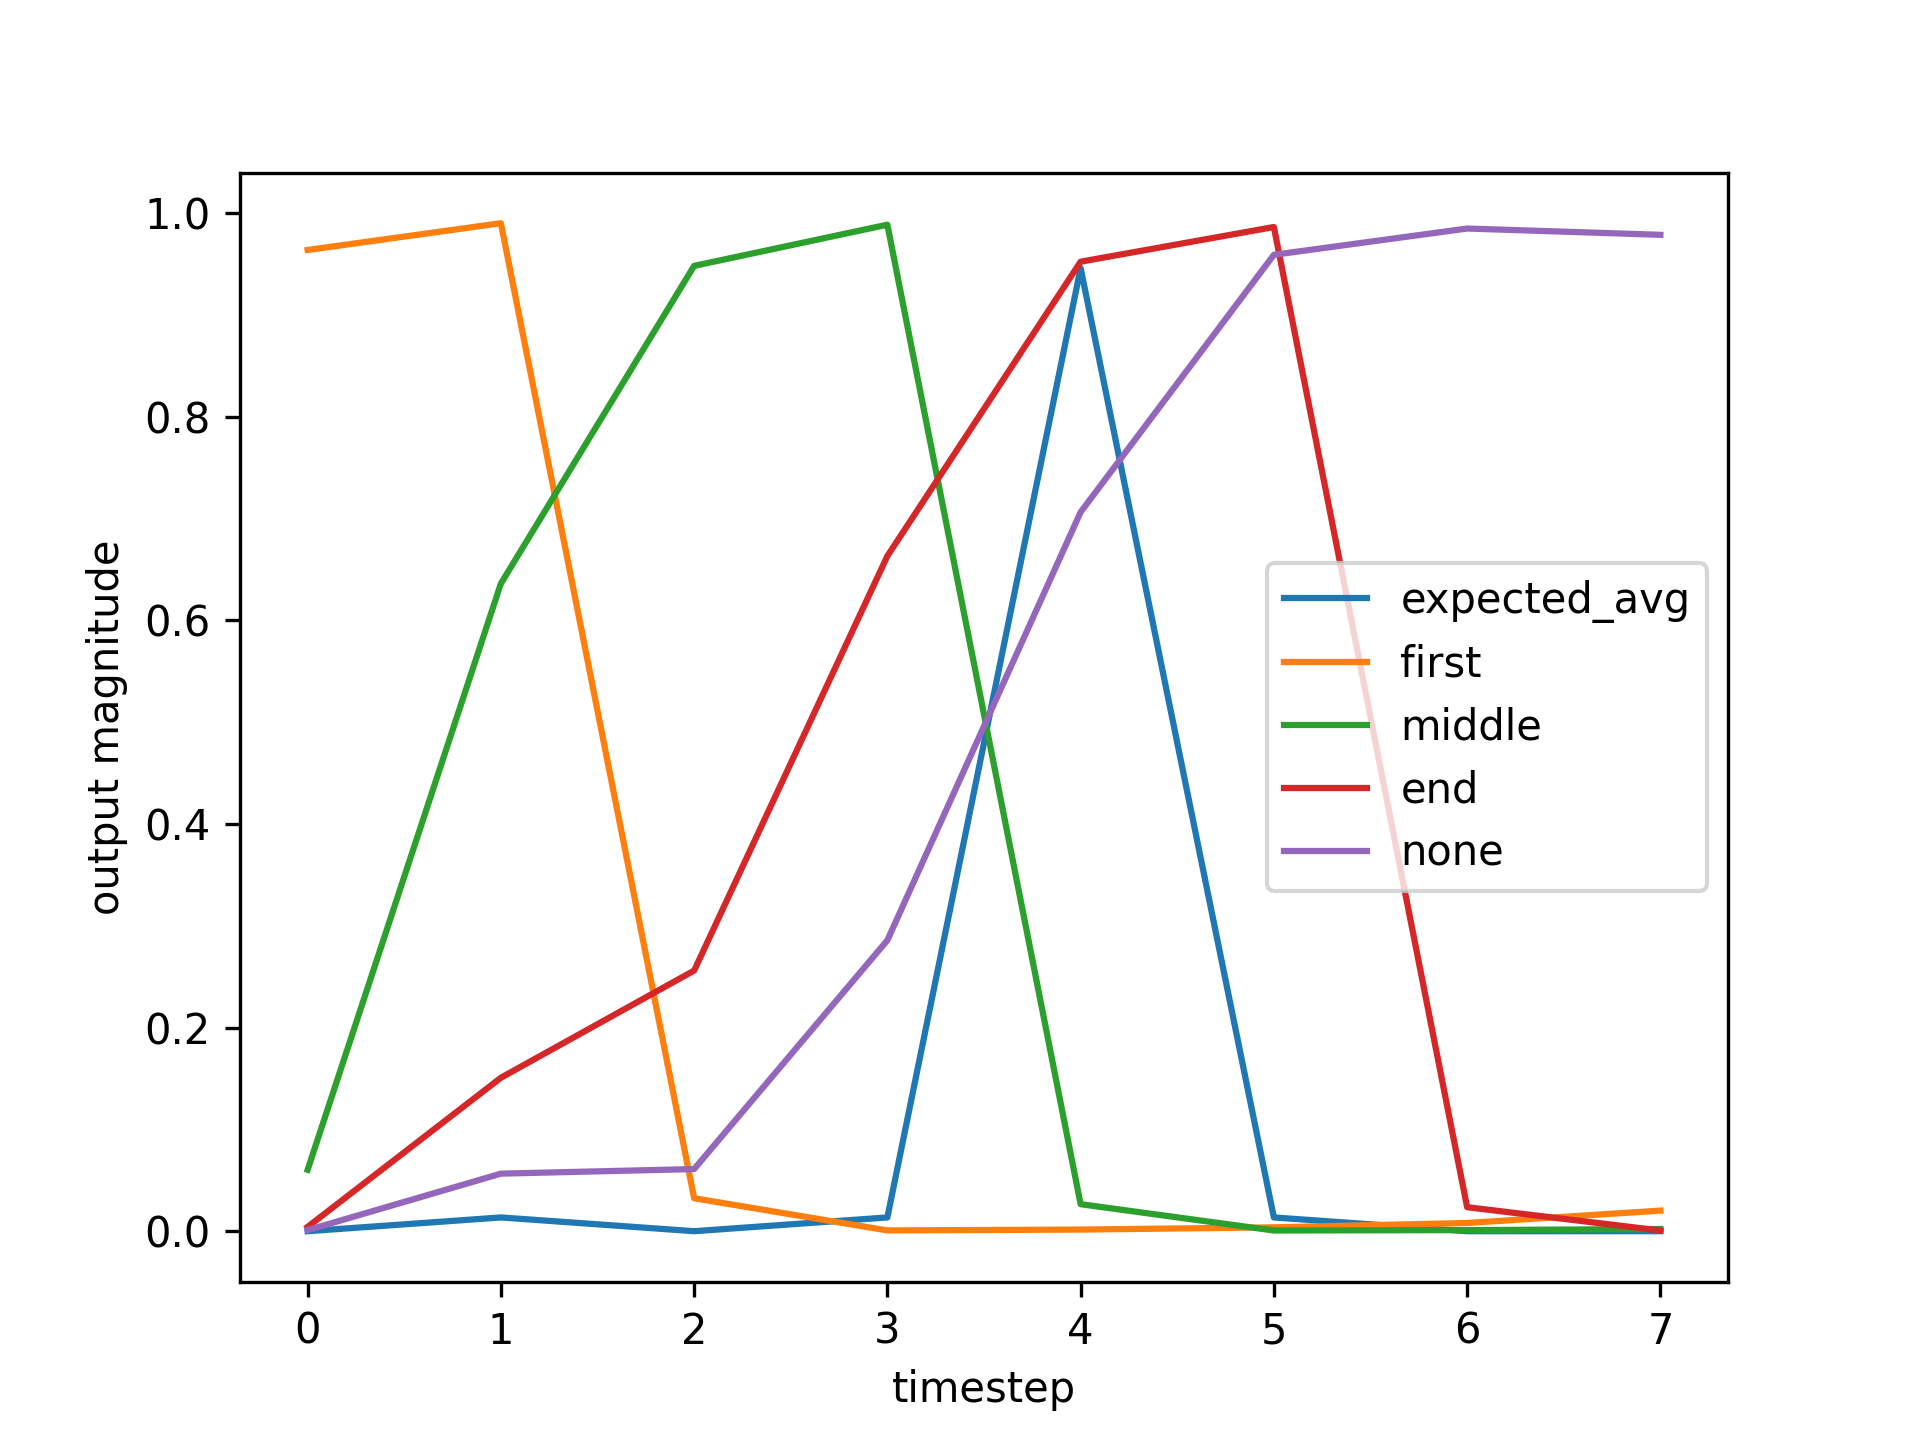 1.0
0.8
0.6
0.4
0.2
0.0
output magnitude
expected_avg
first
middle
end
none
0 1 2 3 4 5 6 7
timestep